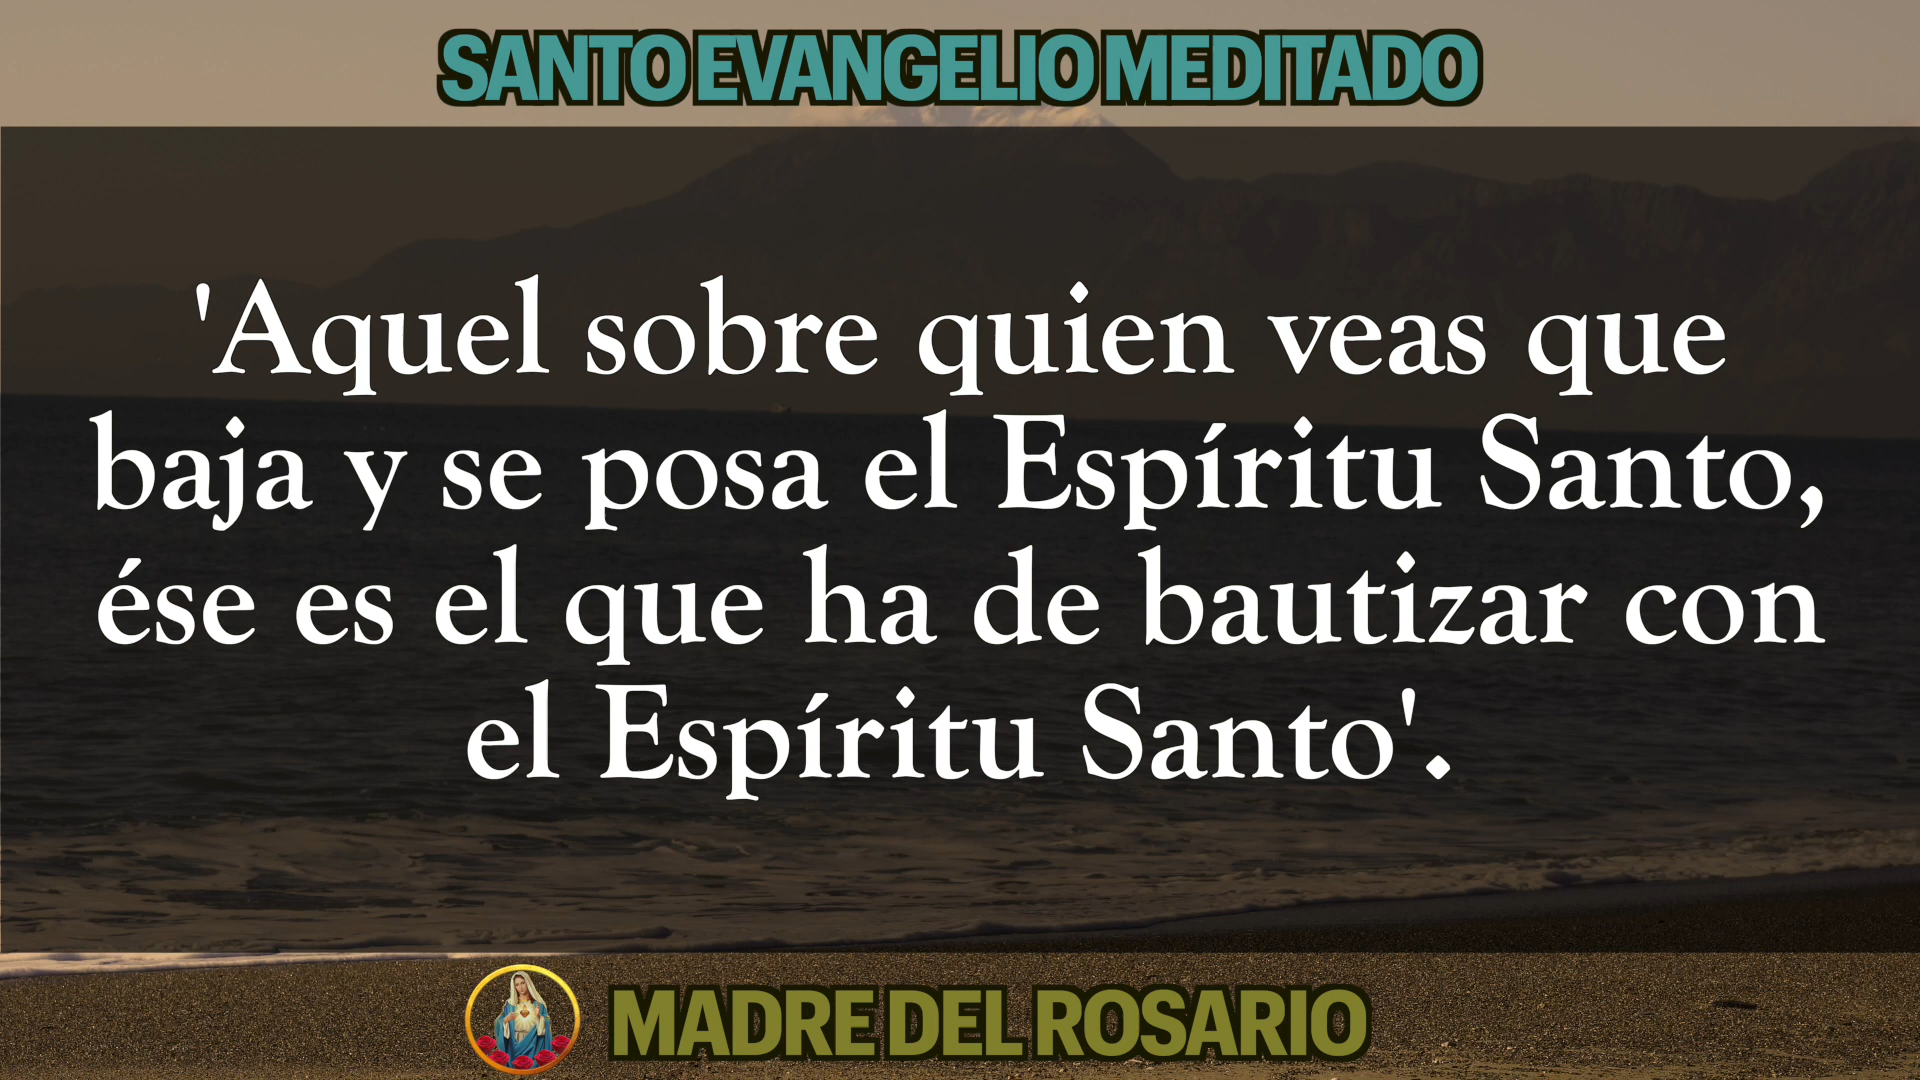 SANTO EVANGELIO MEDITADO
'Aquel sobre quien veas que
baja y se posa el Espíritu Santo,
ése es el que ha de bautizar con
el Espíritu Santo'.
MADRE DEL ROSARIO